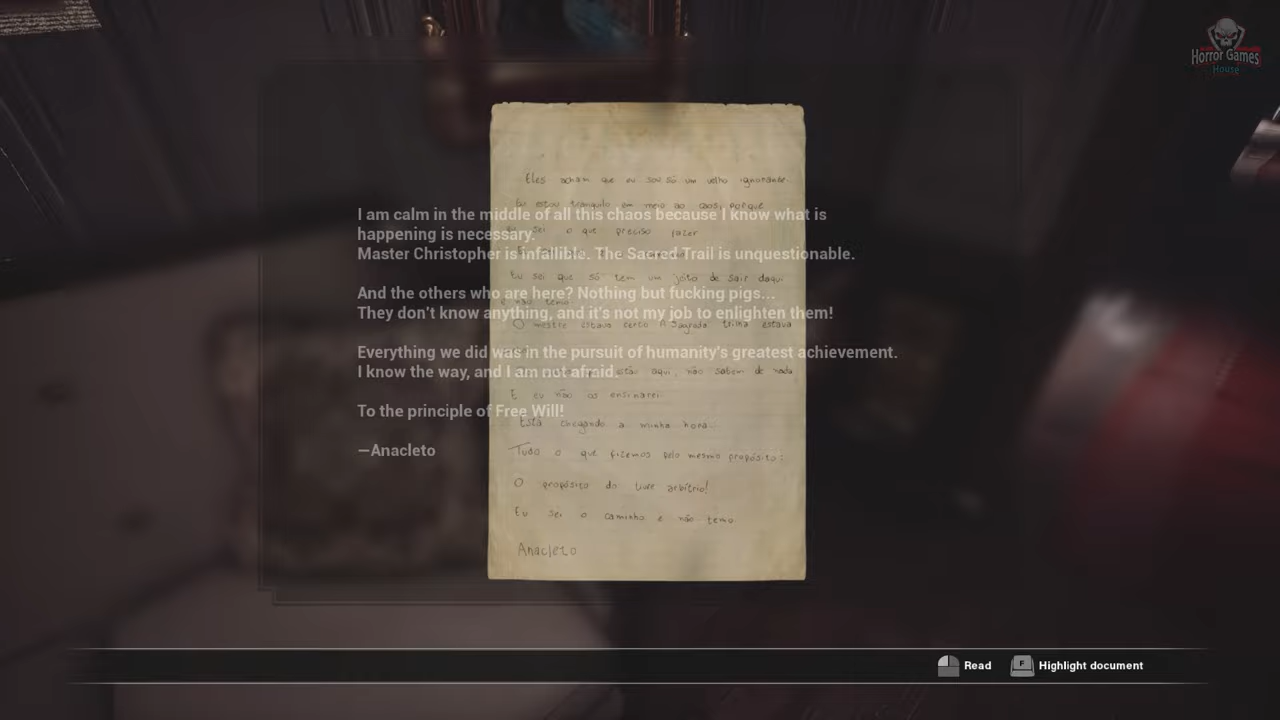 Horror Games
House
Eles acham que eu sou só um velho ignorante.
Eu estou tranquilo em meio ao caos, porque
eu sei o que preciso fazer
I am calm in the middle of all this chaos because I know what is
happening is necessary.
Master Christopher is infallible. The Sacred Trail is unquestionable.
And the others who are here? Nothing but fucking pigs...
They don't know anything, and it's not my job to enlighten them!
Everything we did was in the pursuit of humanity's greatest achievement.
I know the way, and I am not afraid.
To the principle of Free Will!
—Anacleto
Eu sei que só tem um jeito de sair daqui
e não temo.
O mestre estava certo A Sagrada trilha estava
estão aqui, não sabem de nada
E eu não os ensinarei
Está chegando a minha hora.
Tudo o que fizemos pelo mesmo propósito:
O propósito do livre arbítrio!
Eu sei o caminho e não temo.
Anacleto
Read
F
Highlight document